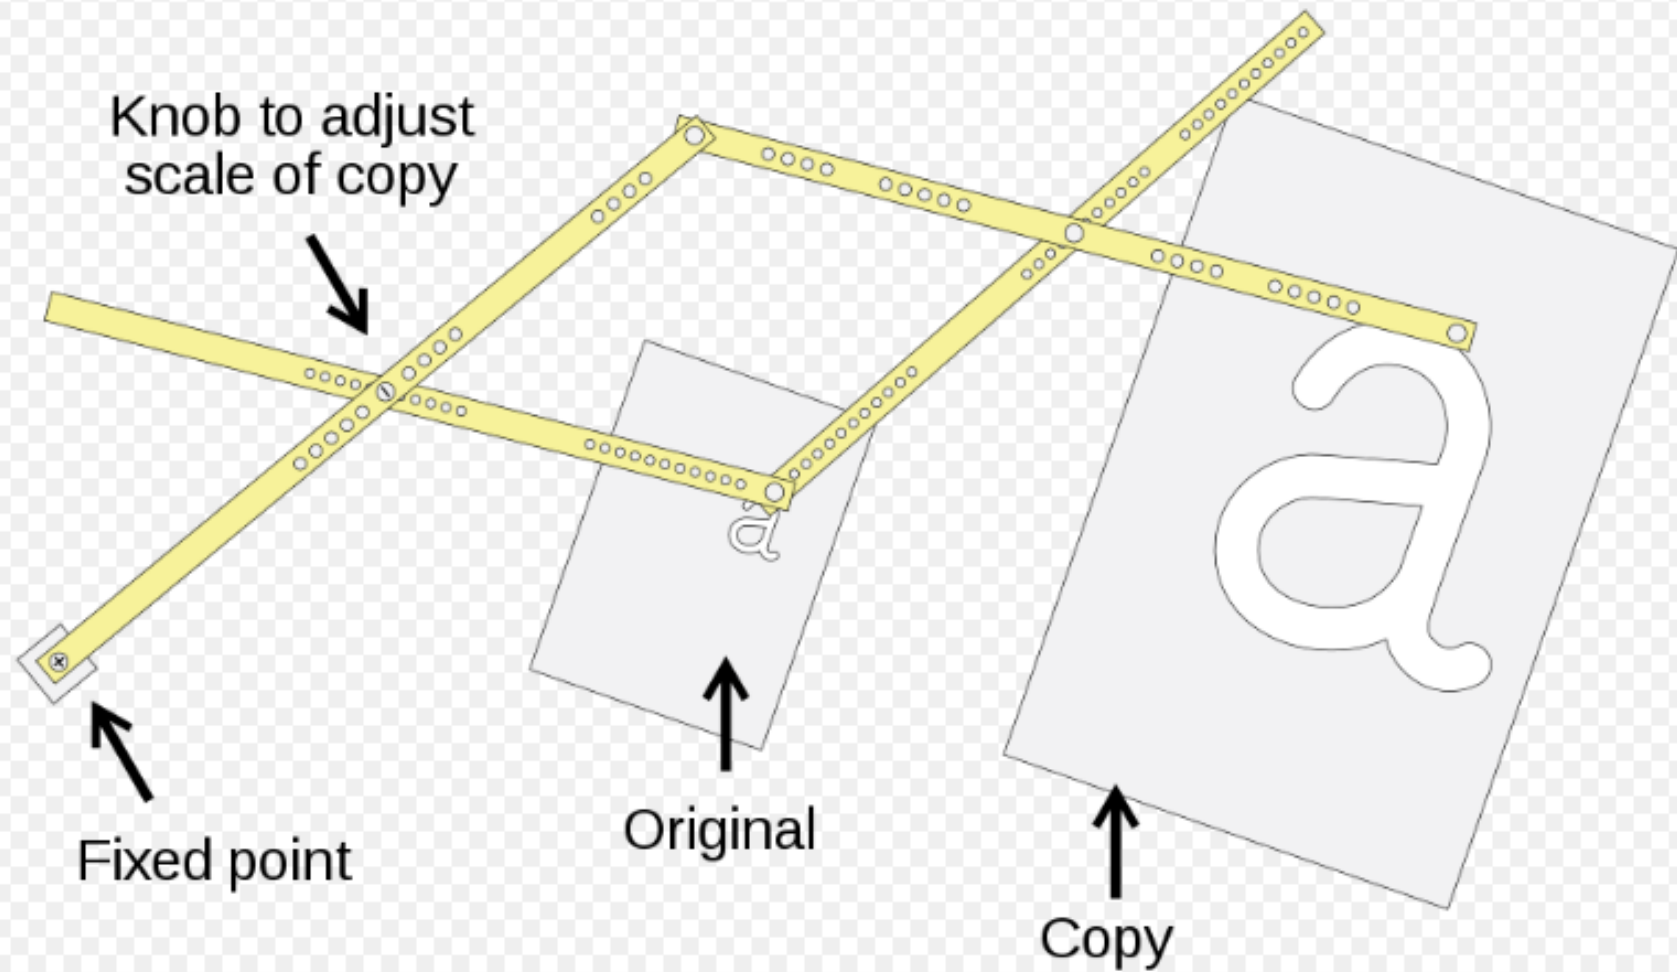 Knob to adjust
scale of copy
a
a
Fixed point
Original
Copy